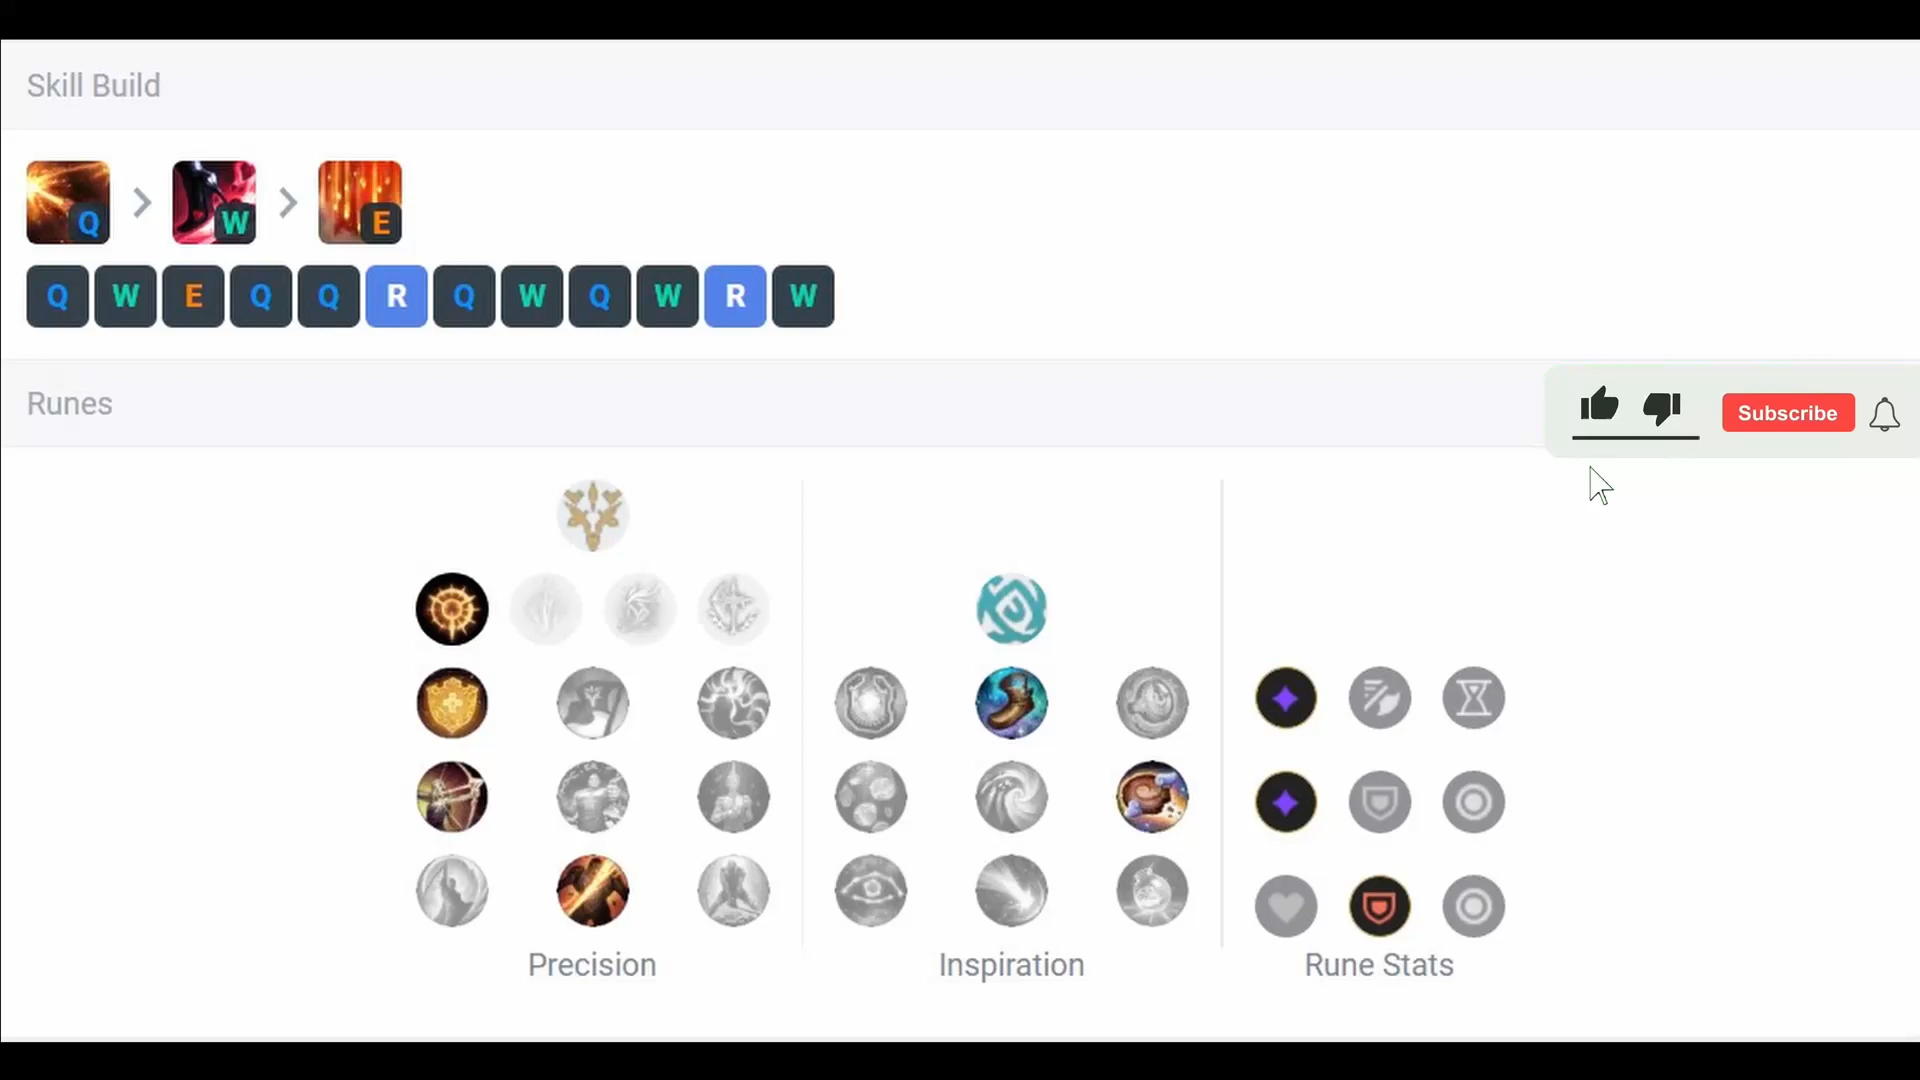 Skill Build
Q W E
Q W E Q Q R Q W Q W R W
Runes
Subscribe
Precision Inspiration Rune Stats